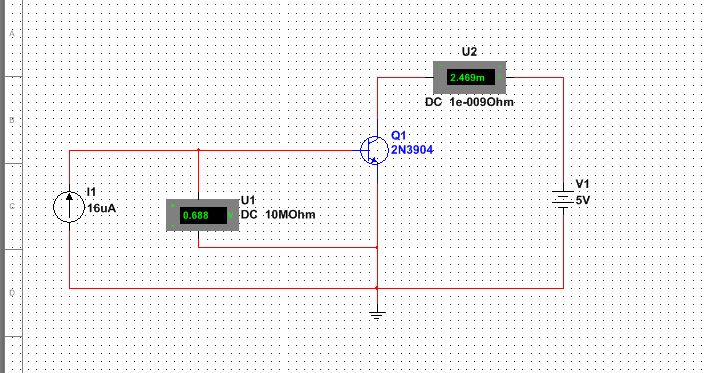 A
U2
2.469m
DC 1e-009Ohm
B
Q1
2N3904
I1
16uA
U1
0.688
V
DC 10MOhm
V1
5V
C
D